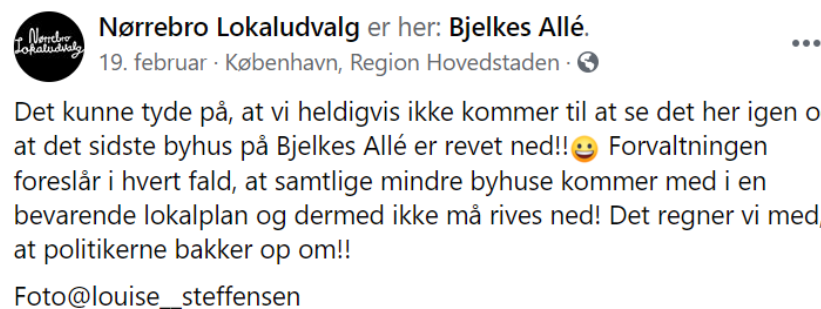 Nørrebro Lokaludvalg
Nørrebro Lokaludvalg er her: Bjelkes Allé.
19. februar · København, Region Hovedstaden ·
Det kunne tyde på, at vi heldigvis ikke kommer til at se det her igen o
at det sidste byhus på Bjelkes Allé er revet ned!!😀 Forvaltningen
foreslår i hvert fald, at samtlige mindre byhuse kommer med i en
bevarende lokalplan og dermed ikke må rives ned! Det regner vi med,
at politikerne bakker op om!!
Foto@louise__steffensen